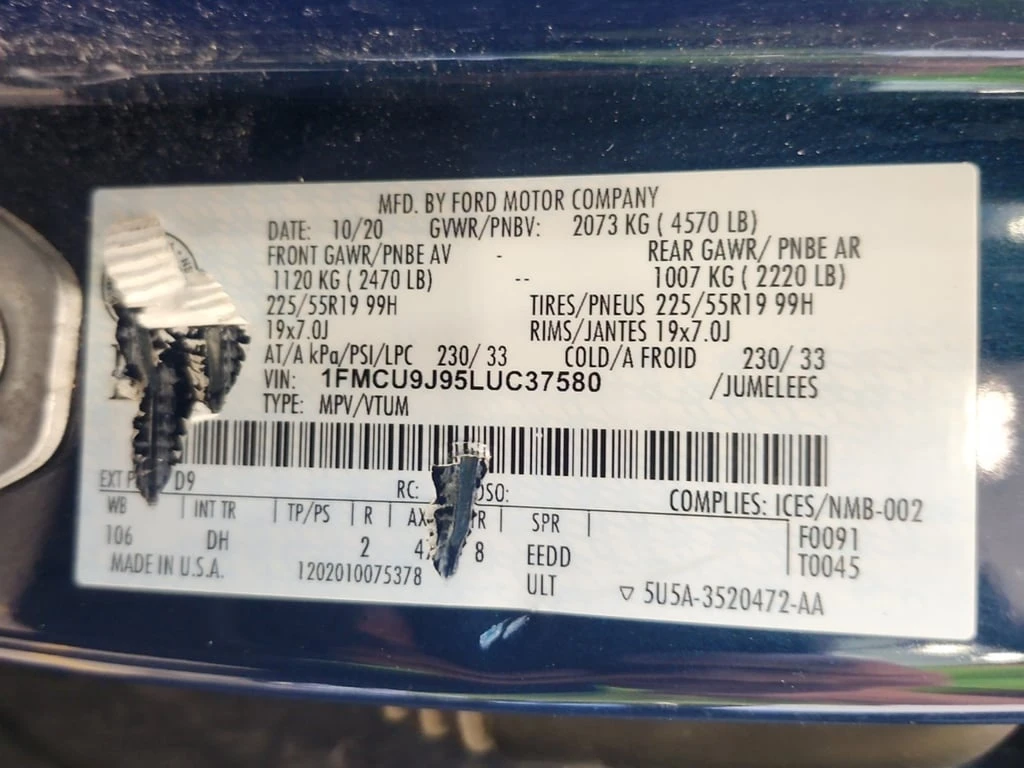 MFD. BY FORD MOTOR COMPANY
DATE: 10/20 GVWR/PNBV: 2073 KG ( 4570 LB)
FRONT GAWR/PNBE AV - REAR GAWR/ PNBE AR
1120 KG ( 2470 LB) -- 1007 KG ( 2220 LB)
225/55R19 99H TIRES/PNEUS 225/55R19 99H
19x7.0J RIMS/JANTES 19x7.0J
AT/A kPa/PSI/LPC 230/ 33 COLD/A FROID 230/ 33
VIN: 1FMCU9J95LUC37580 /JUMELEES
TYPE: MPV/VTUM
EXT D9 RC: DSO:
COMPLIES: ICES/NMB-002
WB INT TR TP/PS R SPR
F0091
106 DH 2 8 EEDD
T0045
MADE IN U.S.A. 1202010075378 ULT
5U5A-3520472-AA